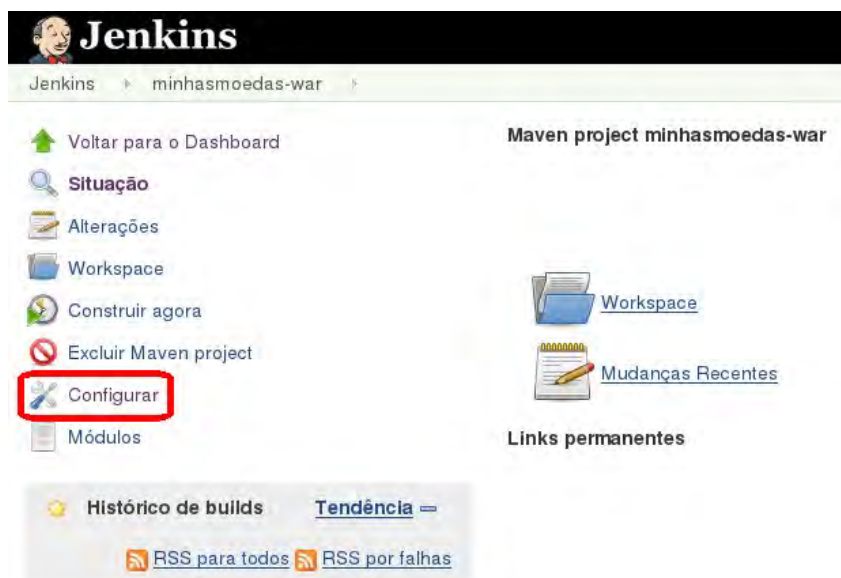 Jenkins
Jenkins minhasmoedas-war
Voltar para o Dashboard
Situação
Alterações
Workspace
Construir agora
Excluir Maven project
Configurar
Módulos
Histórico de builds Tendência
RSS para todos RSS por falhas
Maven project minhasmoedas-war
Workspace
Mudanças Recentes
Links permanentes